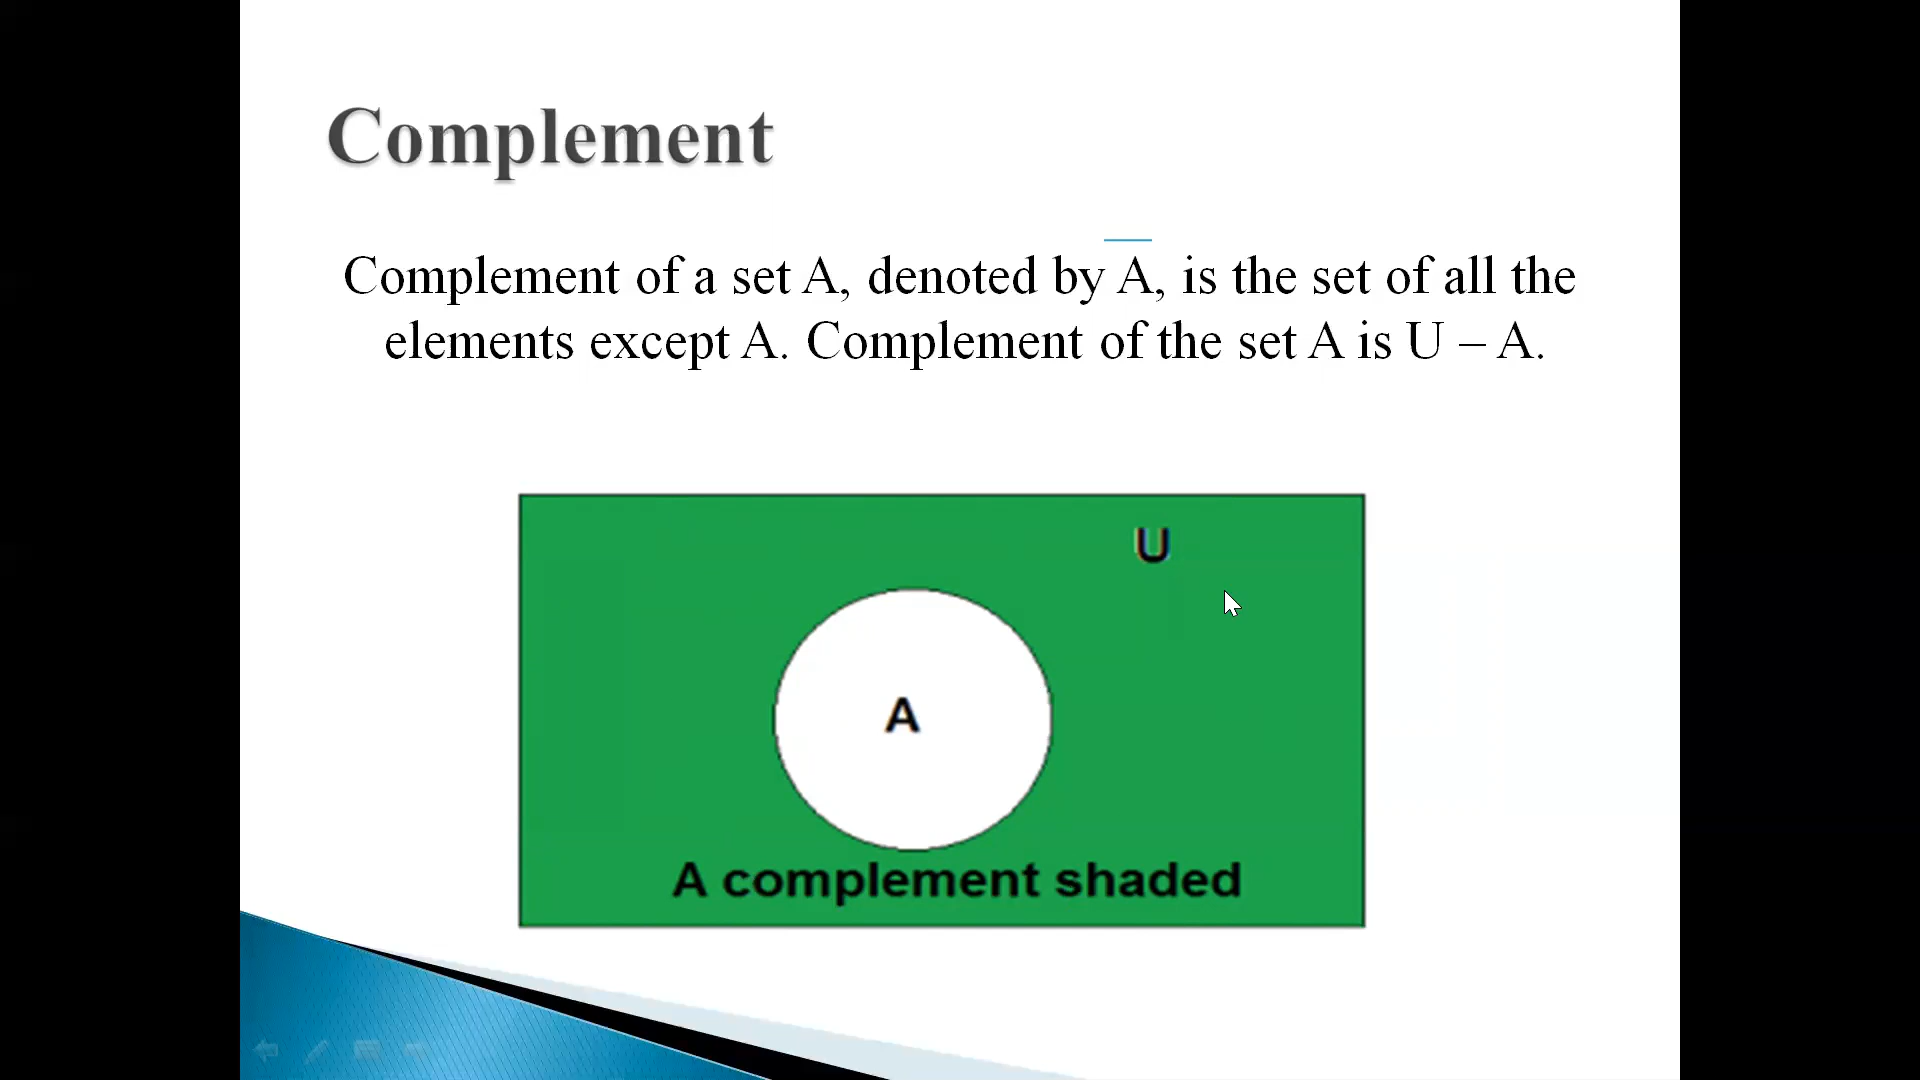 Complement
Complement of a set A, denoted by A̅, is the set of all the
elements except A. Complement of the set A is U – A.
U
A
A complement shaded